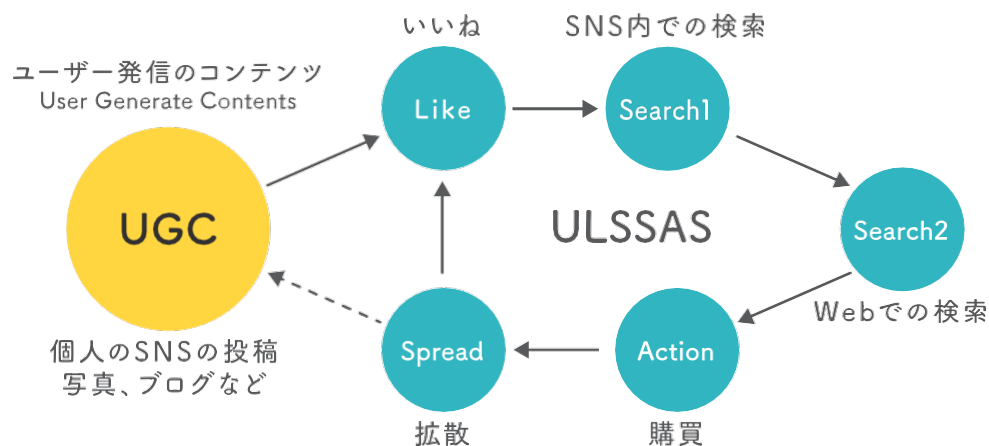 いいね
SNS内での検索
ユーザー発信のコンテンツ
User Generate Contents
Like
Search1
UGC
ULSSAS
Search2
Webでの検索
個人のSNSの投稿
写真、ブログなど
Spread
Action
拡散
購買